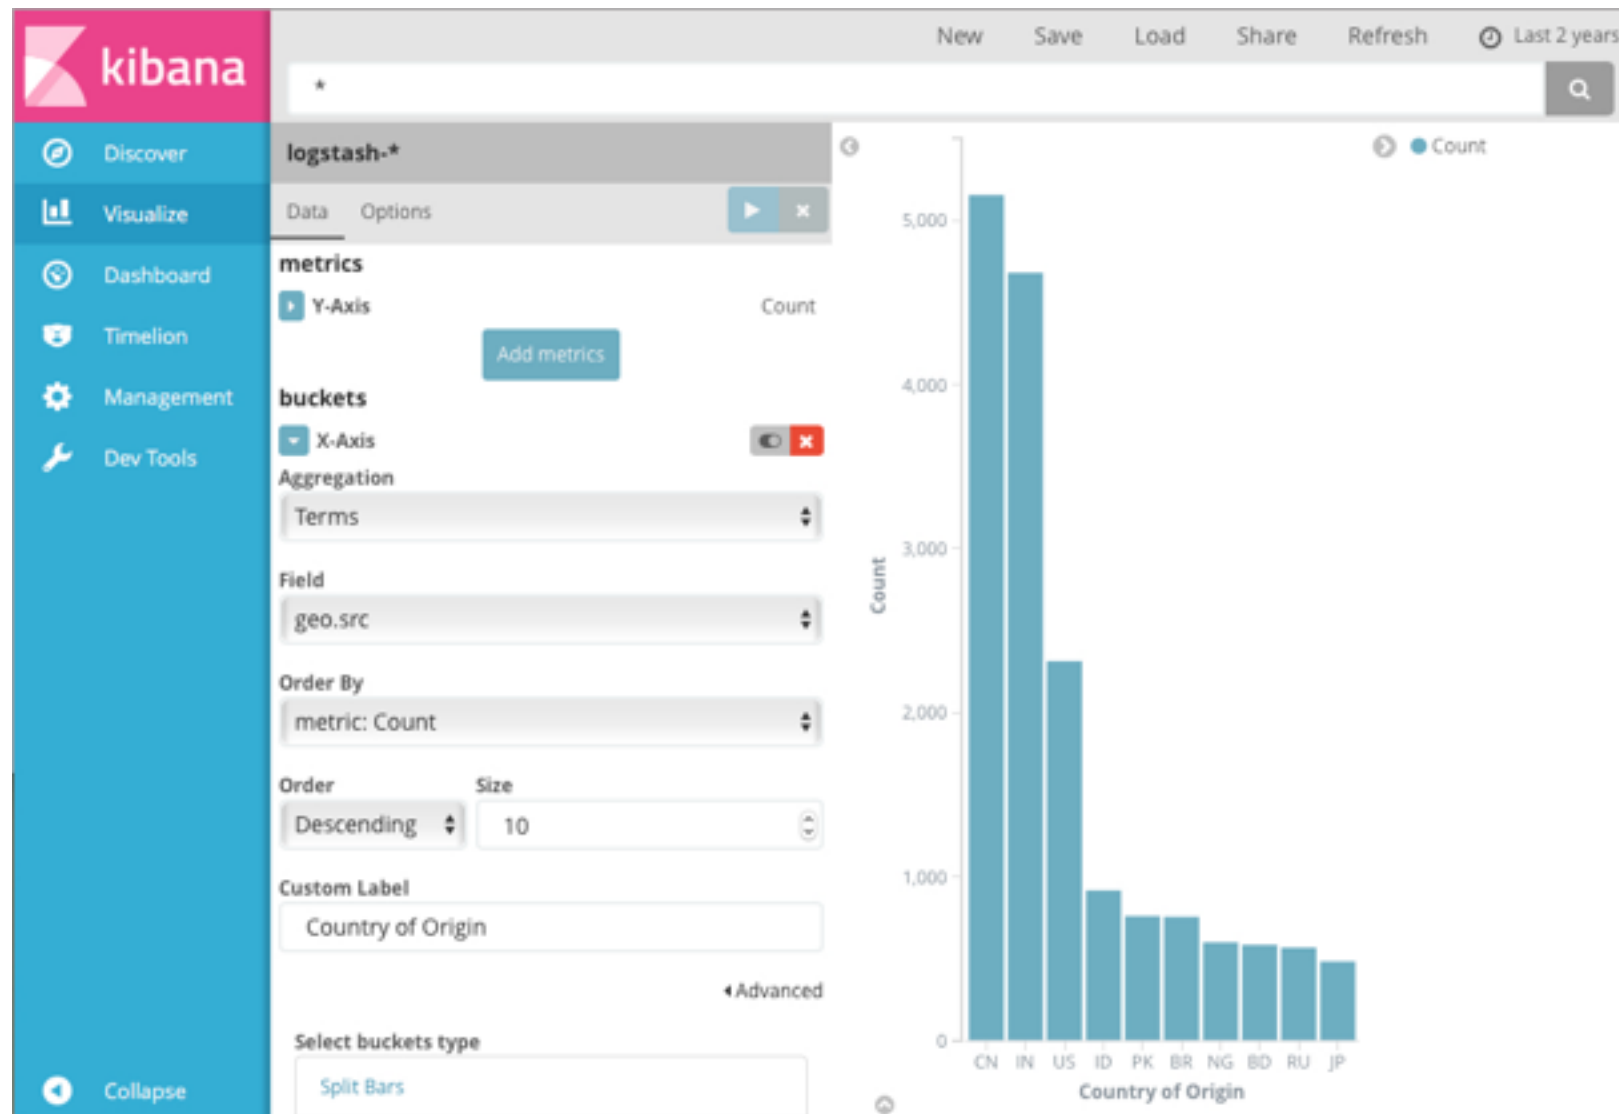 kibana
New Save Load Share Refresh Last 2 years
*
Discover
Visualize
Dashboard
Timelion
Management
Dev Tools
Collapse
logstash-*
Data Options
metrics
Y-Axis Count
Add metrics
buckets
X-Axis
Aggregation
Terms
Field
geo.src
Order By
metric: Count
Order Size
Descending 10
Custom Label
Country of Origin
Advanced
Select buckets type
Split Bars
Count
5,000
4,000
3,000
2,000
1,000
0
Count
CN IN US ID PK BR NG BD RU JP
Country of Origin